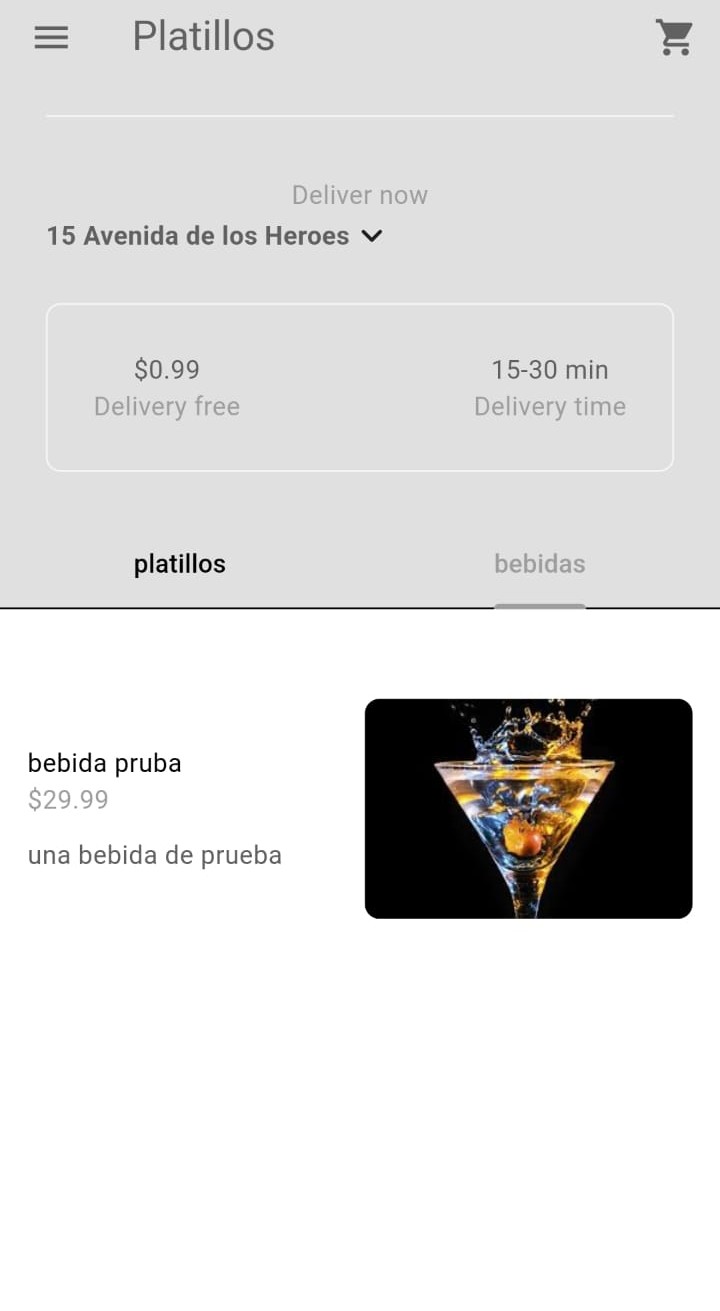 Platillos
Deliver now
15 Avenida de los Heroes
$0.99
Delivery free
15-30 min
Delivery time
platillos
bebidas
bebida pruba
$29.99
una bebida de prueba